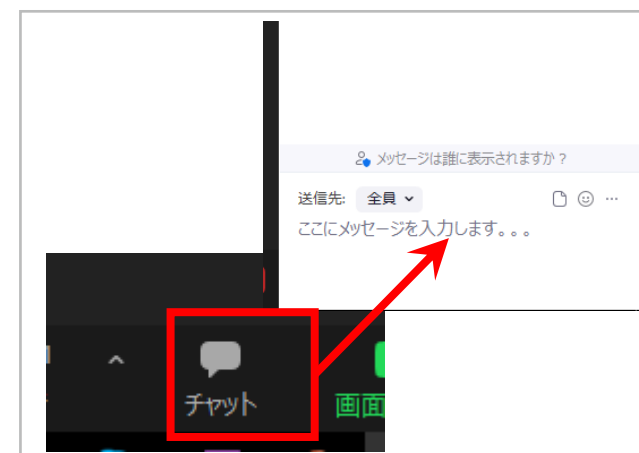 メッセージは誰に表示されますか？
送信先: 全員
ここにメッセージを入力します。。。
チャット
画面